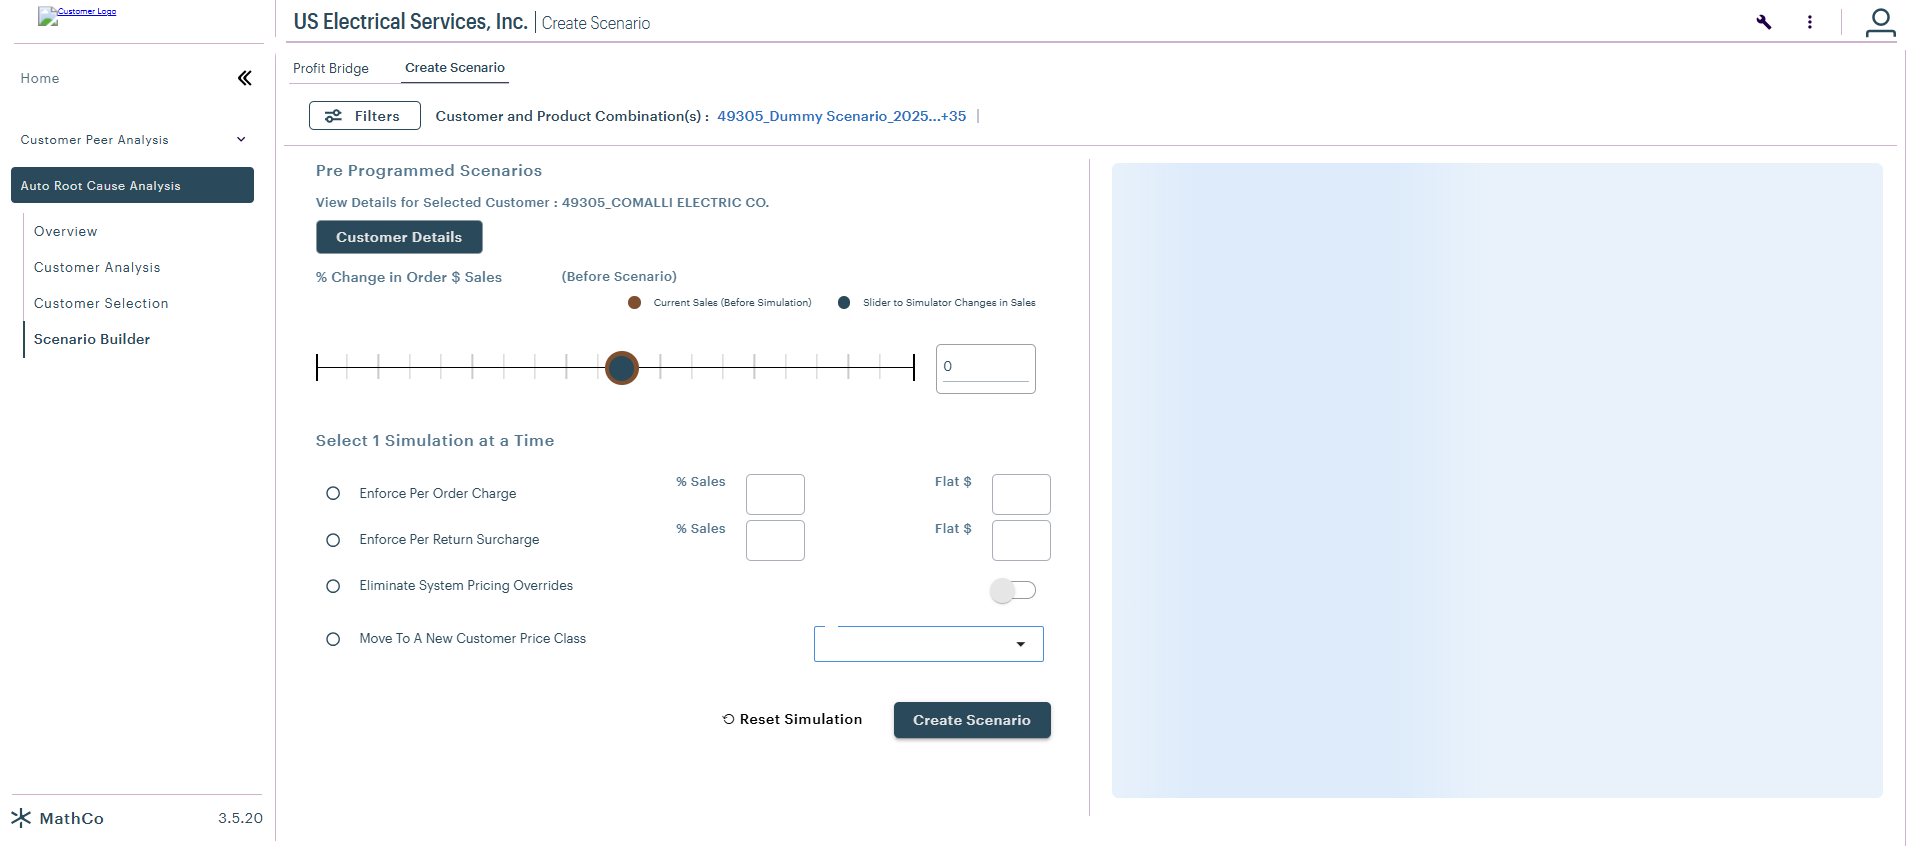 Customer Logo
US Electrical Services, Inc. | Create Scenario
Home
Profit Bridge
Create Scenario
Filters
Customer and Product Combination(s) : 49305_Dummy Scenario_2025...+35 |
Customer Peer Analysis
Auto Root Cause Analysis
Overview
Customer Analysis
Customer Selection
Scenario Builder
Pre Programmed Scenarios
View Details for Selected Customer : 49305_COMALLI ELECTRIC CO.
Customer Details
% Change in Order $ Sales
(Before Scenario)
Current Sales (Before Simulation)
Slider to Simulator Changes in Sales
0
Select 1 Simulation at a Time
Enforce Per Order Charge
% Sales
Flat $
Enforce Per Return Surcharge
% Sales
Flat $
Eliminate System Pricing Overrides
Move To A New Customer Price Class
Reset Simulation
Create Scenario
MathCo
3.5.20